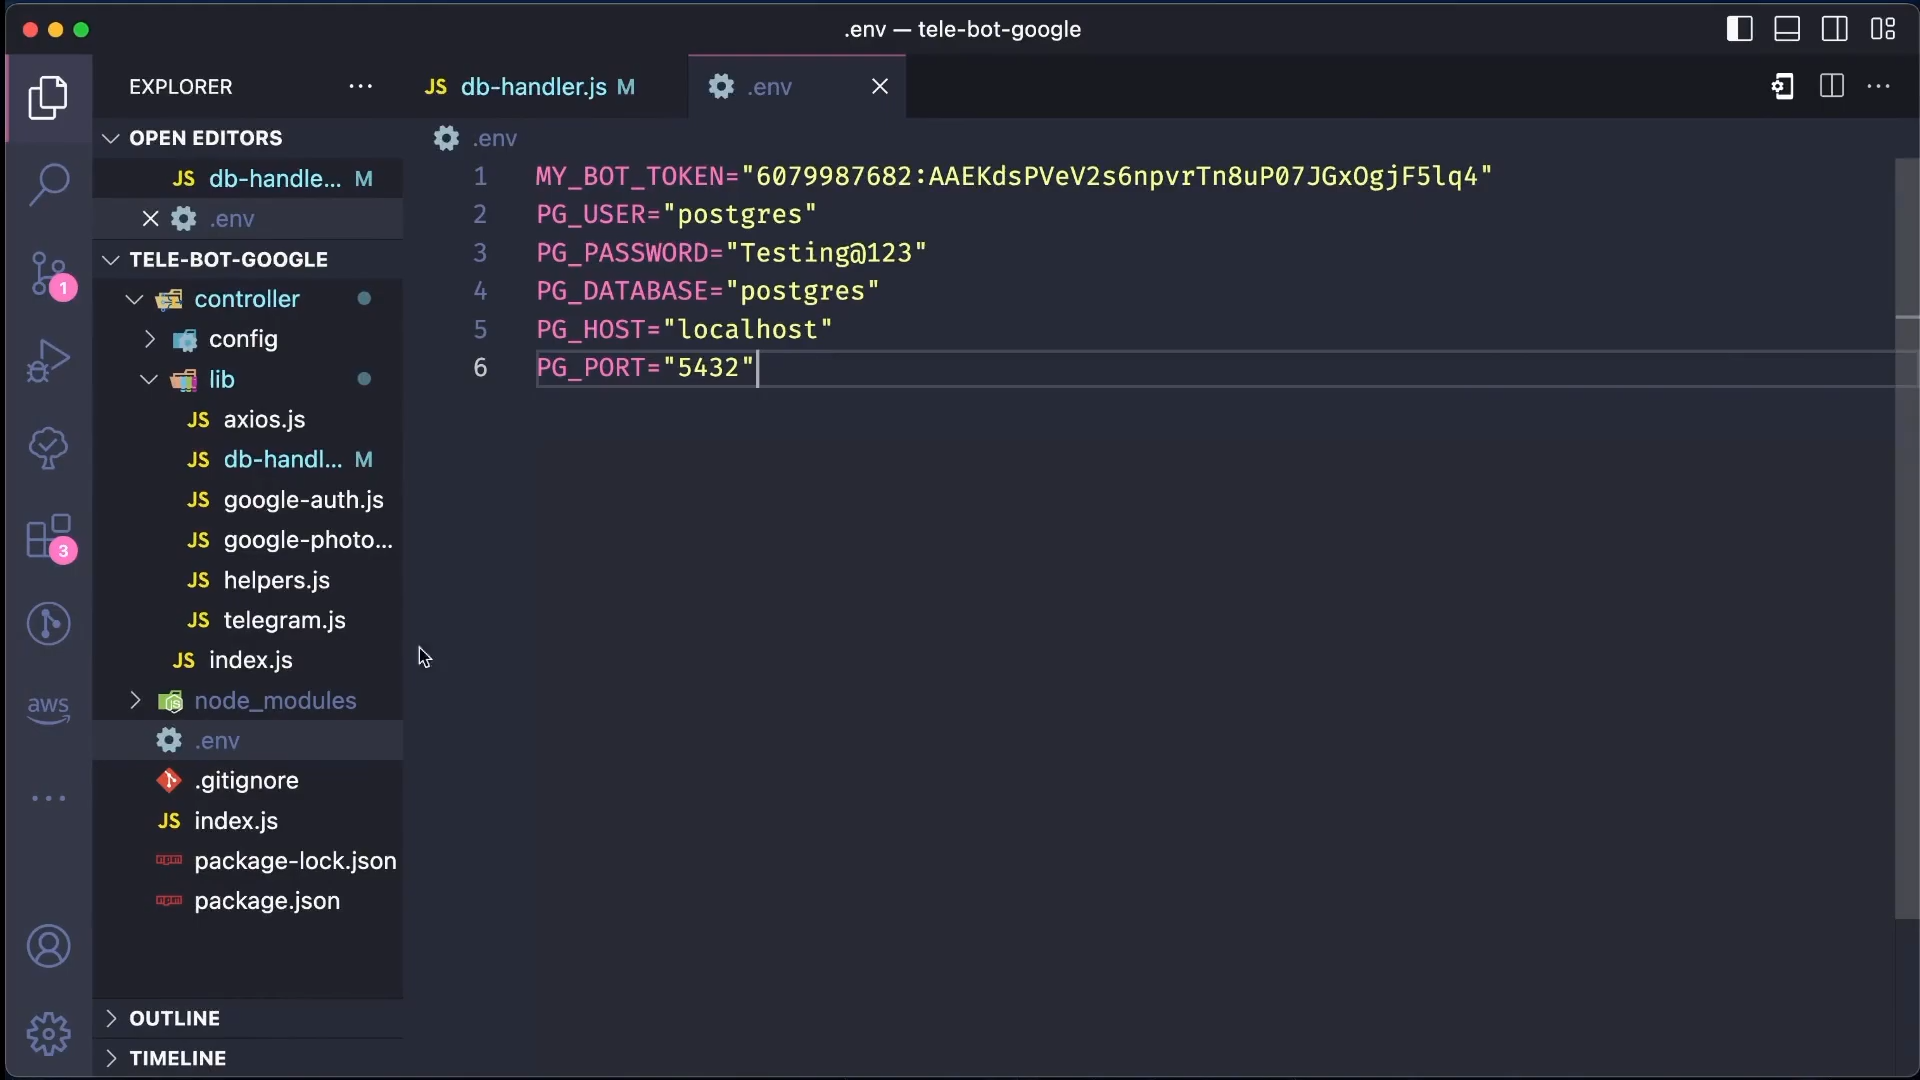 .env — tele-bot-google
EXPLORER
JS db-handler.js M
.env
OPEN EDITORS
JS db-handle... M
.env
TELE-BOT-GOOGLE
controller
config
lib
JS axios.js
JS db-handl... M
JS google-auth.js
JS google-photo...
JS helpers.js
JS telegram.js
JS index.js
node_modules
.env
.gitignore
JS index.js
package-lock.json
package.json
OUTLINE
TIMELINE
1
3
aws
.env
1 MY_BOT_TOKEN="6079987682:AAEKdsPVeV2s6npvrTn8uP07JGxOgjF5lq4"
2 PG_USER="postgres"
3 PG_PASSWORD="Testing@123"
4 PG_DATABASE="postgres"
5 PG_HOST="localhost"
6 PG_PORT="5432"